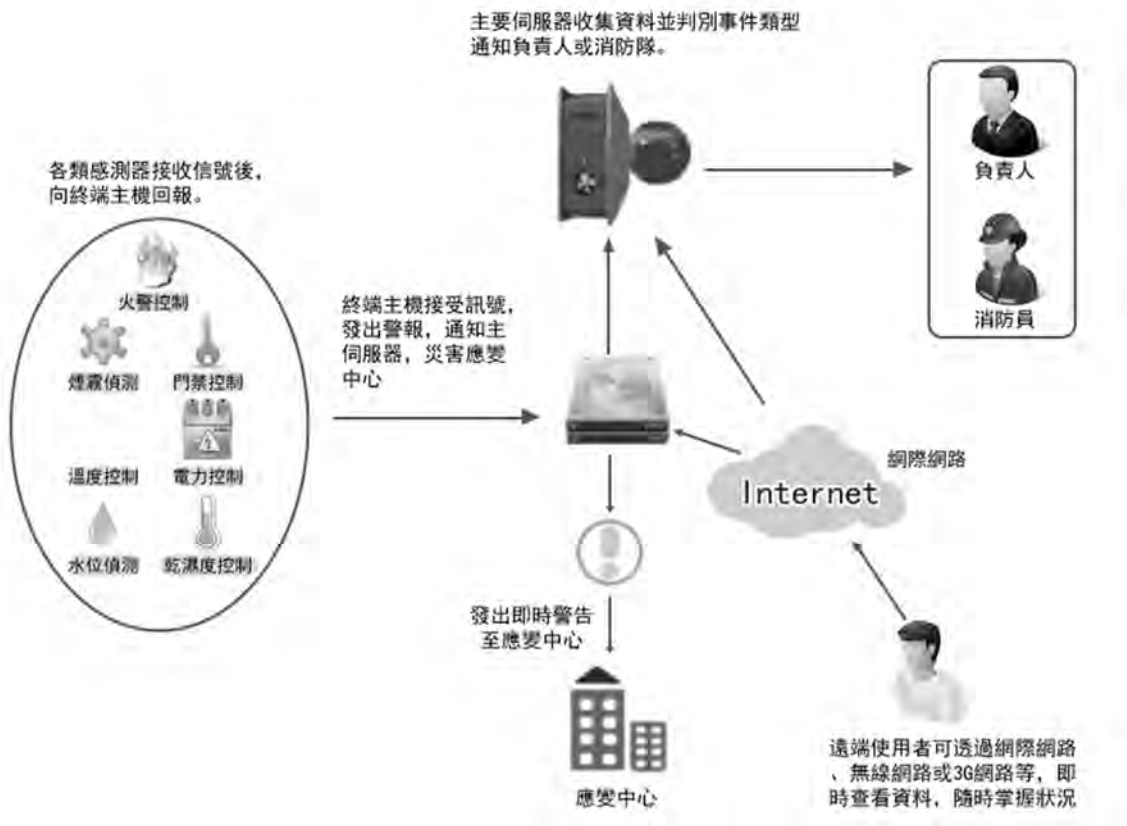 主要伺服器收集資料並判別事件類型
通知負責人或消防隊。
負責人
消防員
各類感測器接收信號後，
向終端主機回報。
火警控制
煙霧偵測
門禁控制
溫度控制
電力控制
水位偵測
乾濕度控制
終端主機接受訊號，
發出警報，通知主
伺服器，災害應變
中心
網際網路
Internet
發出即時警告
至應變中心
應變中心
遠端使用者可透過網際網路
、無線網路或3G網路等，即
時查看資料，隨時掌握狀況